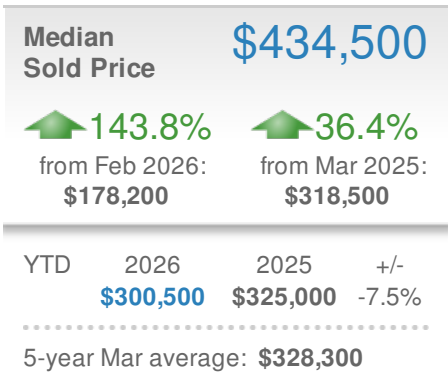 Median
Sold Price
$434,500
143.8% 36.4%
from Feb 2026: from Mar 2025:
$178,200 $318,500
YTD 2026 2025 +/-
$300,500 $325,000 -7.5%
5-year Mar average: $328,300